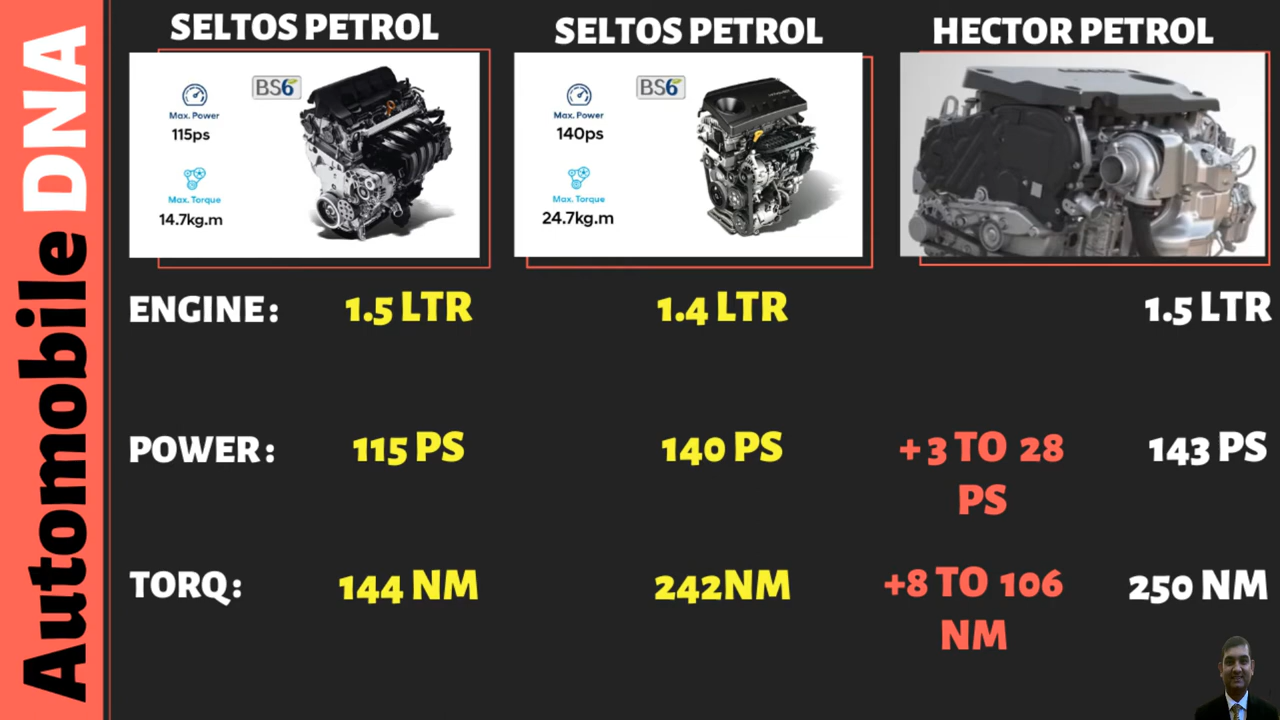 Automobile DNA
SELTOS PETROL
BS6
Max. Power
115ps
Max. Torque
14.7kg.m
SELTOS PETROL
BS6
Max. Power
140ps
Max. Torque
24.7kg.m
HECTOR PETROL
ENGINE: 1.5 LTR 1.4 LTR 1.5 LTR
POWER: 115 PS 140 PS + 3 TO 28 143 PS
PS
TORQ: 144 NM 242NM +8 TO 106 250 NM
NM